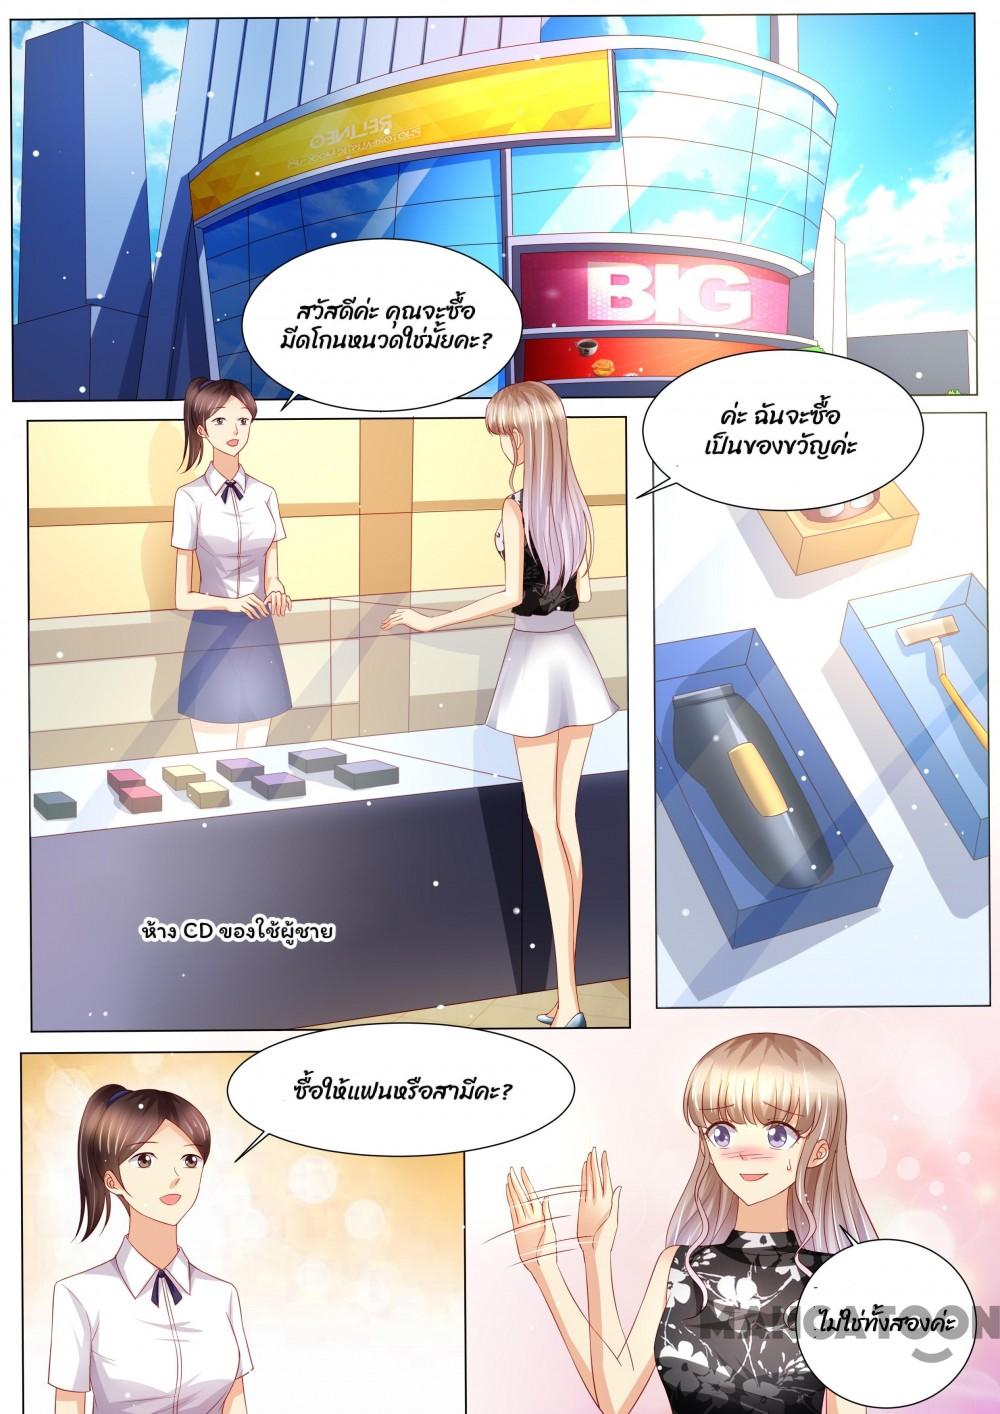 RELINEO
BIG
สวัสดีค่ะ คุณจะซื้อ
มีดโกนหนวดใช่มั้ยคะ?
ค่ะ ฉันจะซื้อ
เป็นของขวัญค่ะ
ห้าง CD ของใช้ผู้ชาย
ซื้อให้แฟนหรือสามีคะ?
ไม่ใช่ทั้งสองค่ะ
MANGATOON